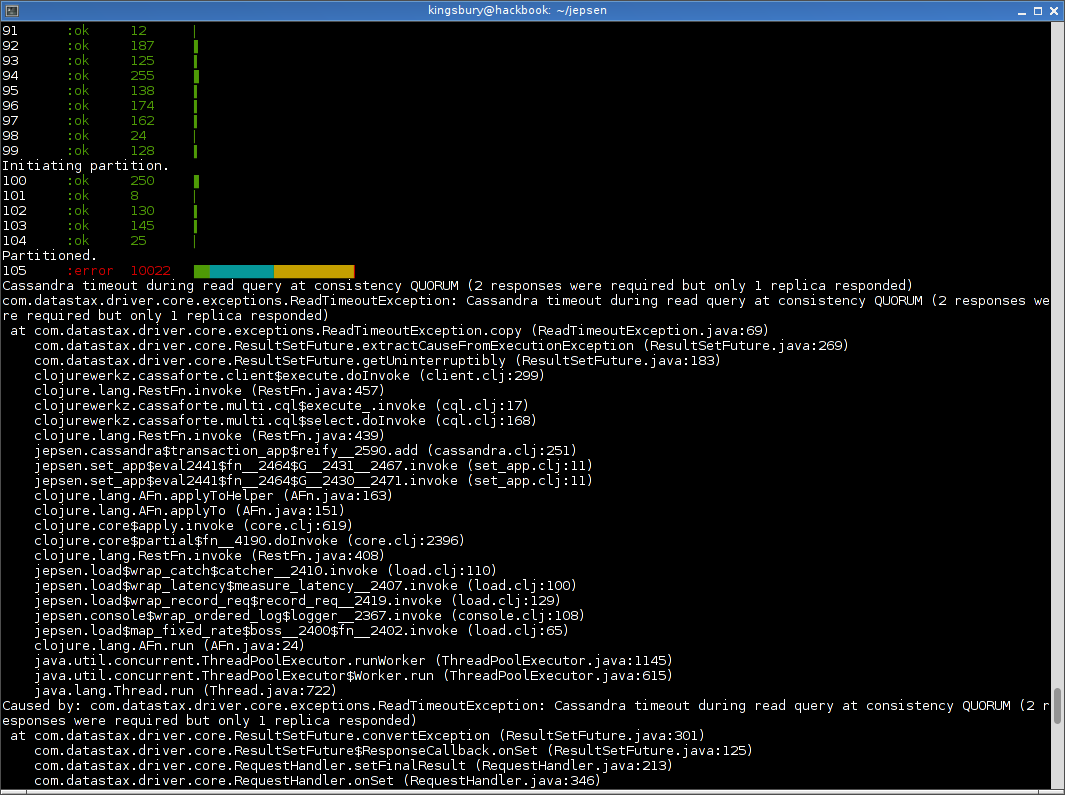 kingsbury@hackbook: ~/jepsen
91 :ok 12
92 :ok 187
93 :ok 125
94 :ok 255
95 :ok 138
96 :ok 174
97 :ok 162
98 :ok 24
99 :ok 128
Initiating partition.
100 :ok 250
101 :ok 8
102 :ok 130
103 :ok 145
104 :ok 25
Partitioned.
105 :error 10022
Cassandra timeout during read query at consistency QUORUM (2 responses were required but only 1 replica responded)
com.datastax.driver.core.exceptions.ReadTimeoutException: Cassandra timeout during read query at consistency QUORUM (2 responses we
re required but only 1 replica responded)
 at com.datastax.driver.core.exceptions.ReadTimeoutException.copy (ReadTimeoutException.java:69)
    com.datastax.driver.core.ResultSetFuture.extractCauseFromExecutionException (ResultSetFuture.java:269)
    com.datastax.driver.core.ResultSetFuture.getUninterruptibly (ResultSetFuture.java:183)
    clojurewerkz.cassaforte.client$execute.doInvoke (client.clj:299)
    clojure.lang.RestFn.invoke (RestFn.java:457)
    clojurewerkz.cassaforte.multi.cql$execute_.invoke (cql.clj:17)
    clojurewerkz.cassaforte.multi.cql$select.doInvoke (cql.clj:168)
    clojure.lang.RestFn.invoke (RestFn.java:439)
    jepsen.cassandra$transaction_app$reify__2590.add (cassandra.clj:251)
    jepsen.set_app$eval2441$fn__2464$G__2431__2467.invoke (set_app.clj:11)
    jepsen.set_app$eval2441$fn__2464$G__2430__2471.invoke (set_app.clj:11)
    clojure.lang.AFn.applyToHelper (AFn.java:163)
    clojure.lang.AFn.applyTo (AFn.java:151)
    clojure.core$apply.invoke (core.clj:619)
    clojure.core$partial$fn__4190.doInvoke (core.clj:2396)
    clojure.lang.RestFn.invoke (RestFn.java:408)
    jepsen.load$wrap_catch$catcher__2410.invoke (load.clj:110)
    jepsen.load$wrap_latency$measure_latency__2407.invoke (load.clj:100)
    jepsen.load$wrap_record_req$record_req__2419.invoke (load.clj:129)
    jepsen.console$wrap_ordered_log$logger__2367.invoke (console.clj:108)
    jepsen.load$map_fixed_rate$boss__2400$fn__2402.invoke (load.clj:65)
    clojure.lang.AFn.run (AFn.java:24)
    java.util.concurrent.ThreadPoolExecutor.runWorker (ThreadPoolExecutor.java:1145)
    java.util.concurrent.ThreadPoolExecutor$Worker.run (ThreadPoolExecutor.java:615)
    java.lang.Thread.run (Thread.java:722)
Caused by: com.datastax.driver.core.exceptions.ReadTimeoutException: Cassandra timeout during read query at consistency QUORUM (2 r
esponses were required but only 1 replica responded)
 at com.datastax.driver.core.ResultSetFuture.convertException (ResultSetFuture.java:301)
    com.datastax.driver.core.ResultSetFuture$ResponseCallback.onSet (ResultSetFuture.java:125)
    com.datastax.driver.core.RequestHandler.setFinalResult (RequestHandler.java:213)
    com.datastax.driver.core.RequestHandler.onSet (RequestHandler.java:346)